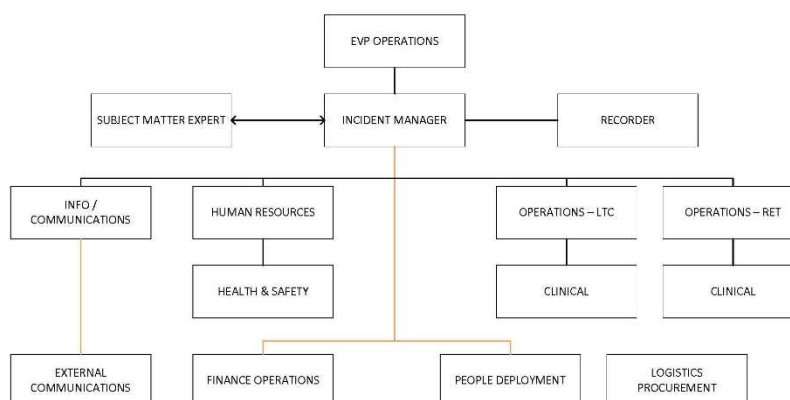 EVP OPERATIONS
SUBJECT MATTER EXPERT
INCIDENT MANAGER
RECORDER
INFO /
COMMUNICATIONS
HUMAN RESOURCES
OPERATIONS – LTC
OPERATIONS – RET
HEALTH & SAFETY
CLINICAL
CLINICAL
EXTERNAL
COMMUNICATIONS
FINANCE OPERATIONS
PEOPLE DEPLOYMENT
LOGISTICS
PROCUREMENT